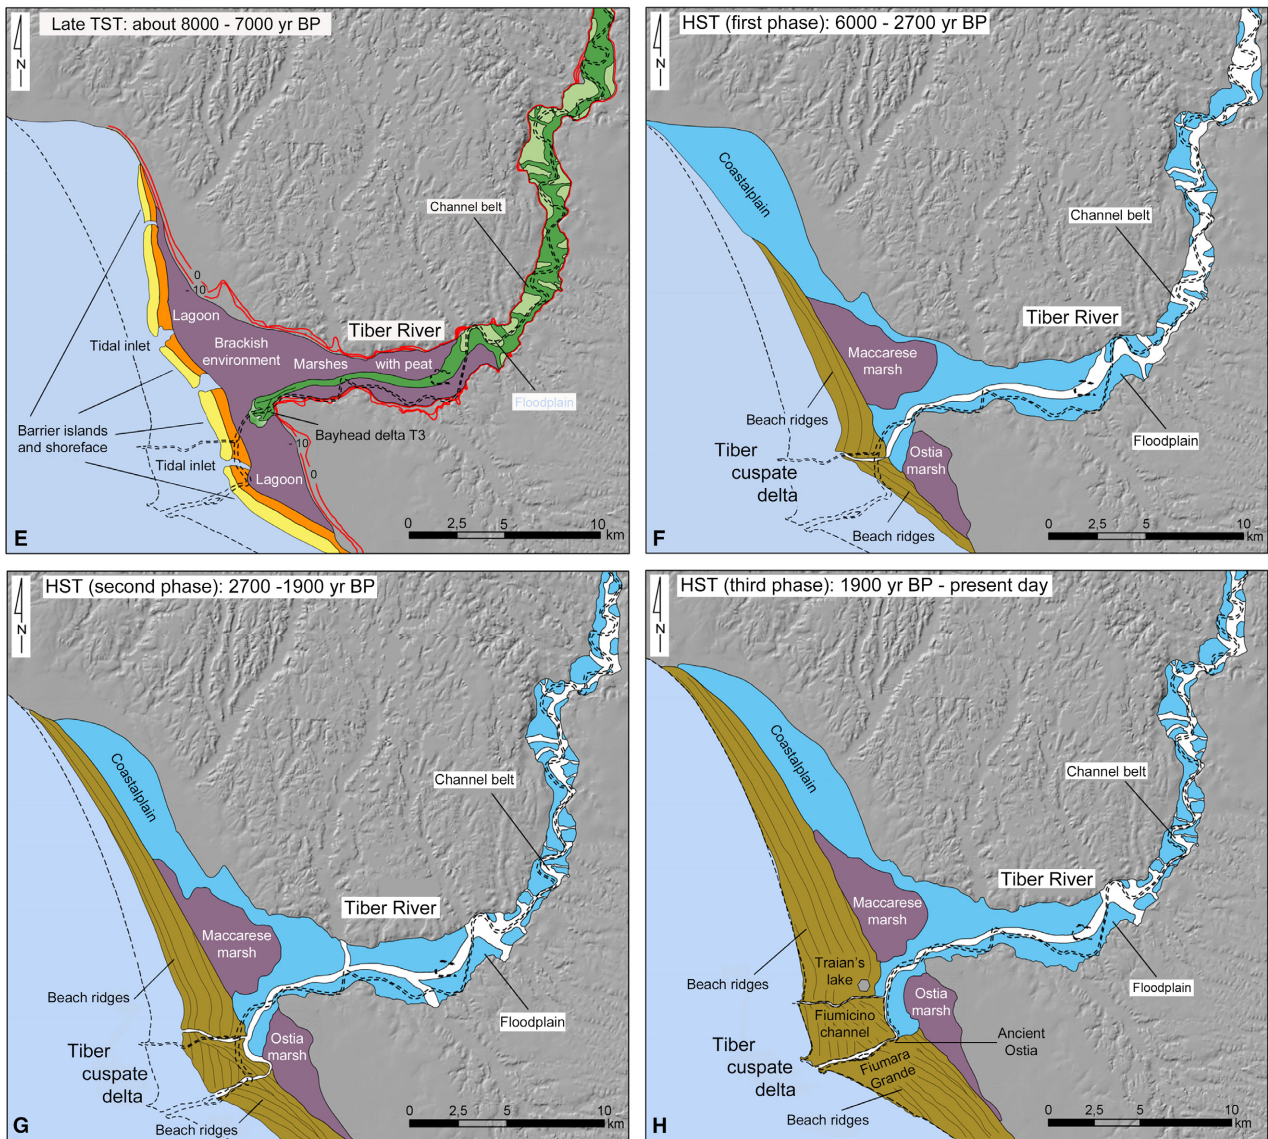 Late TST: about 8000 - 7000 yr BP
N
Channel belt
0
-10
Lagoon
Tiber River
Tidal inlet
Brackish
environment
Marshes
with peat
Floodplain
Barrier islands
and shoreface
Bayhead delta T3
-10
Tidal inlet
Lagoon
0
0
2,5
5
10
km
E
HST (first phase): 6000 - 2700 yr BP
N
Coastalplain
Channel belt
Tiber River
Maccarese
marsh
Beach ridges
Floodplain
Tiber
cuspate
delta
Ostia
marsh
Beach ridges
0
2,5
5
10
km
F
HST (second phase): 2700 -1900 yr BP
N
Coastalplain
Channel belt
Tiber River
Maccarese
marsh
Beach ridges
Floodplain
Ostia
marsh
Tiber
cuspate
delta
Beach ridges
0
2,5
5
10
km
G
HST (third phase): 1900 yr BP - present day
N
Coastalplain
Channel belt
Tiber River
Maccarese
marsh
Traian's
lake
Beach ridges
Floodplain
Ostia
marsh
Fiumicino
channel
Ancient
Ostia
Tiber
cuspate
delta
Fiumara
Grande
Beach ridges
0
2,5
5
10
km
H